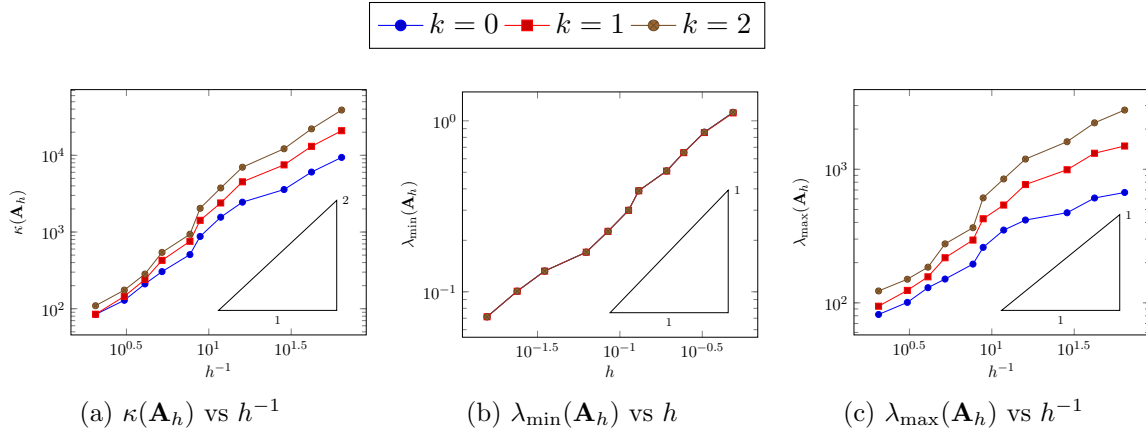 k = 0 k = 1 k = 2
10^4
10^3
10^2
κ(A_h)
2
1
10^0.5 10^1 10^1.5
h^−1
(a) κ(A_h) vs h^−1
10^0
10^−1
λ_min(A_h)
1
1
10^−1.5 10^−1 10^−0.5
h
(b) λ_min(A_h) vs h
10^3
10^2
λ_max(A_h)
1
1
10^0.5 10^1 10^1.5
h^−1
(c) λ_max(A_h) vs h^−1